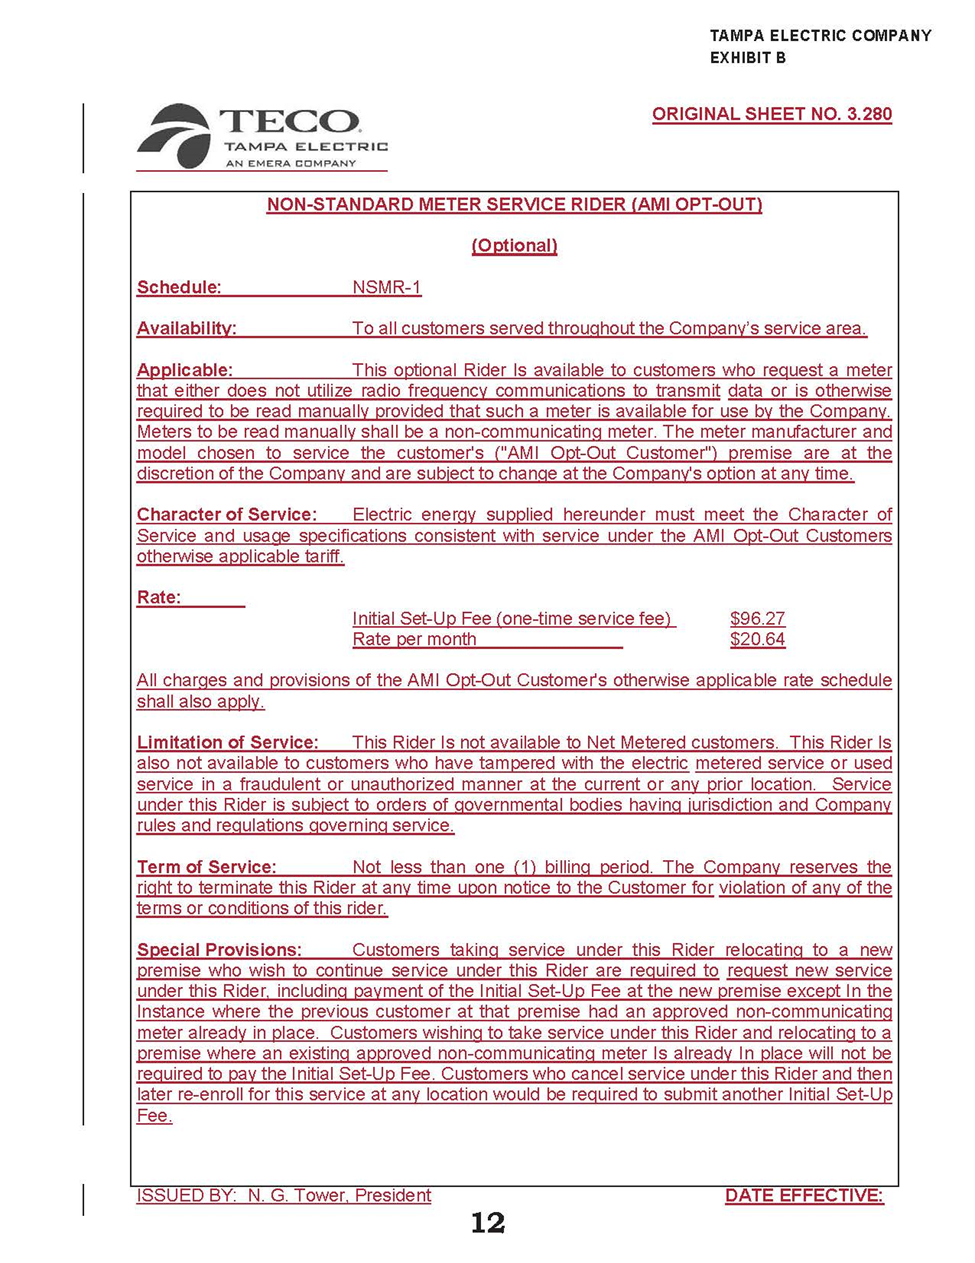 TAMPA ELECTRIC COMPANY
EXHIBIT B
TECO®
TAMPA ELECTRIC
AN EMERA COMPANY
ORIGINAL SHEET NO. 3.280
NON-STANDARD METER SERVICE RIDER (AMI OPT-OUT)
(Optional)
Schedule: NSMR-1
Availability: To all customers served throughout the Company's service area.
Applicable: This optional Rider Is available to customers who request a meter
that either does not utilize radio frequency communications to transmit data or is otherwise
required to be read manually provided that such a meter is available for use by the Company.
Meters to be read manually shall be a non-communicating meter. The meter manufacturer and
model chosen to service the customer's ("AMI Opt-Out Customer") premise are at the
discretion of the Company and are subject to change at the Company's option at any time.
Character of Service: Electric energy supplied hereunder must meet the Character of
Service and usage specifications consistent with service under the AMI Opt-Out Customers
otherwise applicable tariff.
Rate:
Initial Set-Up Fee (one-time service fee) $96.27
Rate per month $20.64
All charges and provisions of the AMI Opt-Out Customer's otherwise applicable rate schedule
shall also apply.
Limitation of Service: This Rider Is not available to Net Metered customers. This Rider Is
also not available to customers who have tampered with the electric metered service or used
service in a fraudulent or unauthorized manner at the current or any prior location. Service
under this Rider is subject to orders of governmental bodies having jurisdiction and Company
rules and regulations governing service.
Term of Service: Not less than one (1) billing period. The Company reserves the
right to terminate this Rider at any time upon notice to the Customer for violation of any of the
terms or conditions of this rider.
Special Provisions: Customers taking service under this Rider relocating to a new
premise who wish to continue service under this Rider are required to request new service
under this Rider, including payment of the Initial Set-Up Fee at the new premise except In the
Instance where the previous customer at that premise had an approved non-communicating
meter already in place. Customers wishing to take service under this Rider and relocating to a
premise where an existing approved non-communicating meter Is already In place will not be
required to pay the Initial Set-Up Fee. Customers who cancel service under this Rider and then
later re-enroll for this service at any location would be required to submit another Initial Set-Up
Fee.
ISSUED BY: N. G. Tower, President DATE EFFECTIVE:
12